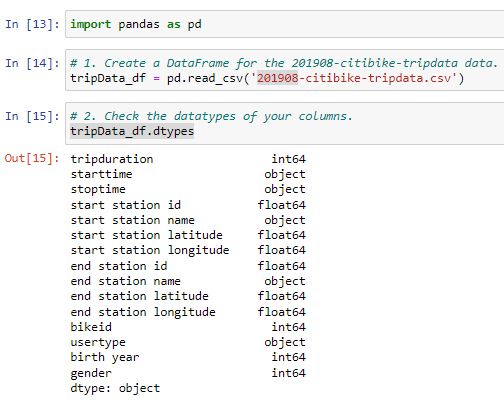 In [13]: import pandas as pd
In [14]: # 1. Create a DataFrame for the 201908-citibike-tripdata data.
tripData_df = pd.read_csv('201908-citibike-tripdata.csv')
In [15]: # 2. Check the datatypes of your columns.
tripData_df.dtypes
Out[15]: tripduration int64
starttime object
stoptime object
start station id float64
start station name object
start station latitude float64
start station longitude float64
end station id float64
end station name object
end station latitude float64
end station longitude float64
bikeid int64
usertype object
birth year int64
gender int64
dtype: object